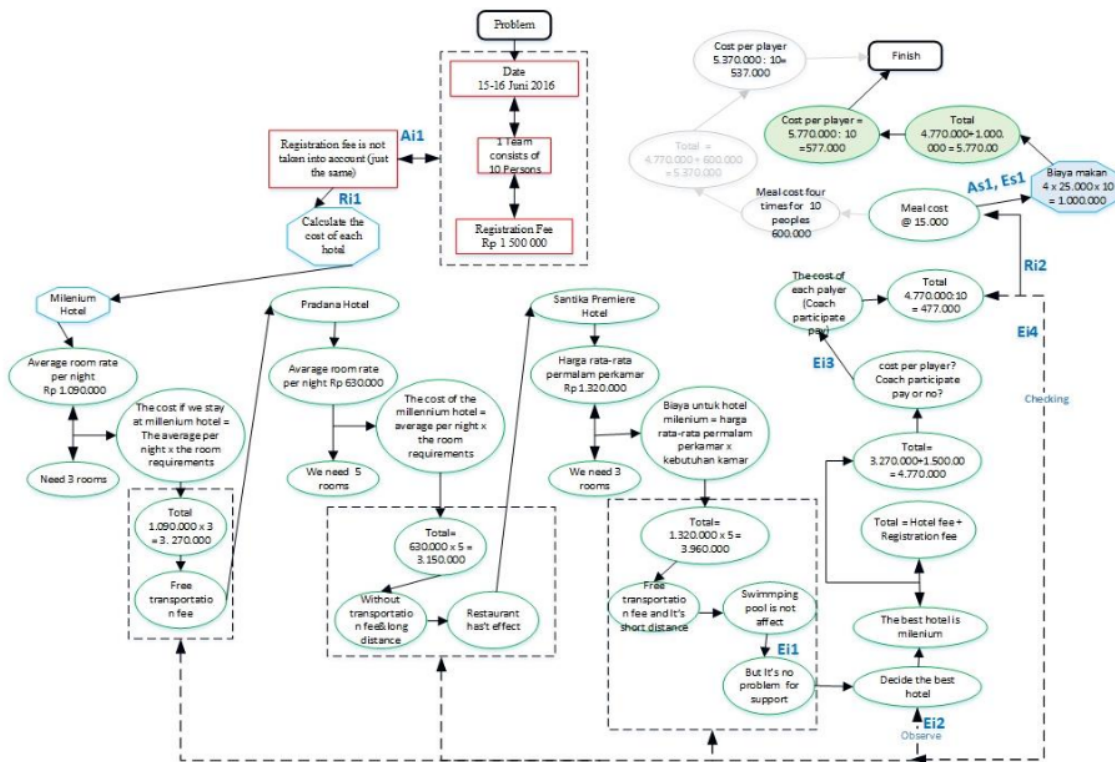 Problem
Date
15-16 Juni 2016
1 Team
consists of
10 Persons
Registration Fee
Rp 1 500 000
Ai1
Registration fee is not
taken into account (just
the same)
Ri1
Calculate the
cost of each
hotel
Milenium
Hotel
Average room rate
per night
Rp 1.090.000
Need 3 rooms
The cost if we stay
at millenium hotel =
The average per
night x the room
requirements
Total
1.090.000 x 3
= 3. 270.000
Free
transportatio
n fee
Pradana Hotel
Avarage room rate
per night Rp 630.000
We need 5
rooms
The cost of the
millennium hotel =
average per night x
the room
requirements
Total=
630.000 x 5 =
3.150.000
Without
transportatio
n fee&long
distance
Restaurant
has't effect
Santika Premiere
Hotel
Harga rata-rata
permalam perkamar
Rp 1.320.000
We need 3
rooms
Biaya untuk hotel
milenium = harga
rata-rata permalam
perkamar x
kebutuhan kamar
Total=
1.320.000 x 5 =
3.960.000
Free
transportation
fee and It's
short distance
Swimmping
pool is not
affect
Ei1
But It's no
problem for
support
Decide the best
hotel
Ei2
Observe
The best hotel is
milenium
Total = Hotel fee +
Registration fee
Total=
3.270.000+1.500.00
= 4.770.000
cost per player?
Coach participate
pay or no?
Ei3
The cost of
each palyer
(Coach
participate
pay)
Total
4.770.000:10
= 477.000
Ei4
Checking
Ri2
Meal cost
@ 15.000
As1, Es1
Biaya makan
4 x 25.000 x 10
= 1.000.000
Total
4.770.000+1.000.
000 = 5.770.00
Cost per player =
5.770.000 : 10
=577.000
Finish
Meal cost four
times for 10
peoples
600.000
Total =
4.770.000+ 600.000
= 5.370.000
Cost per player
5.370.000 : 10=
537.000